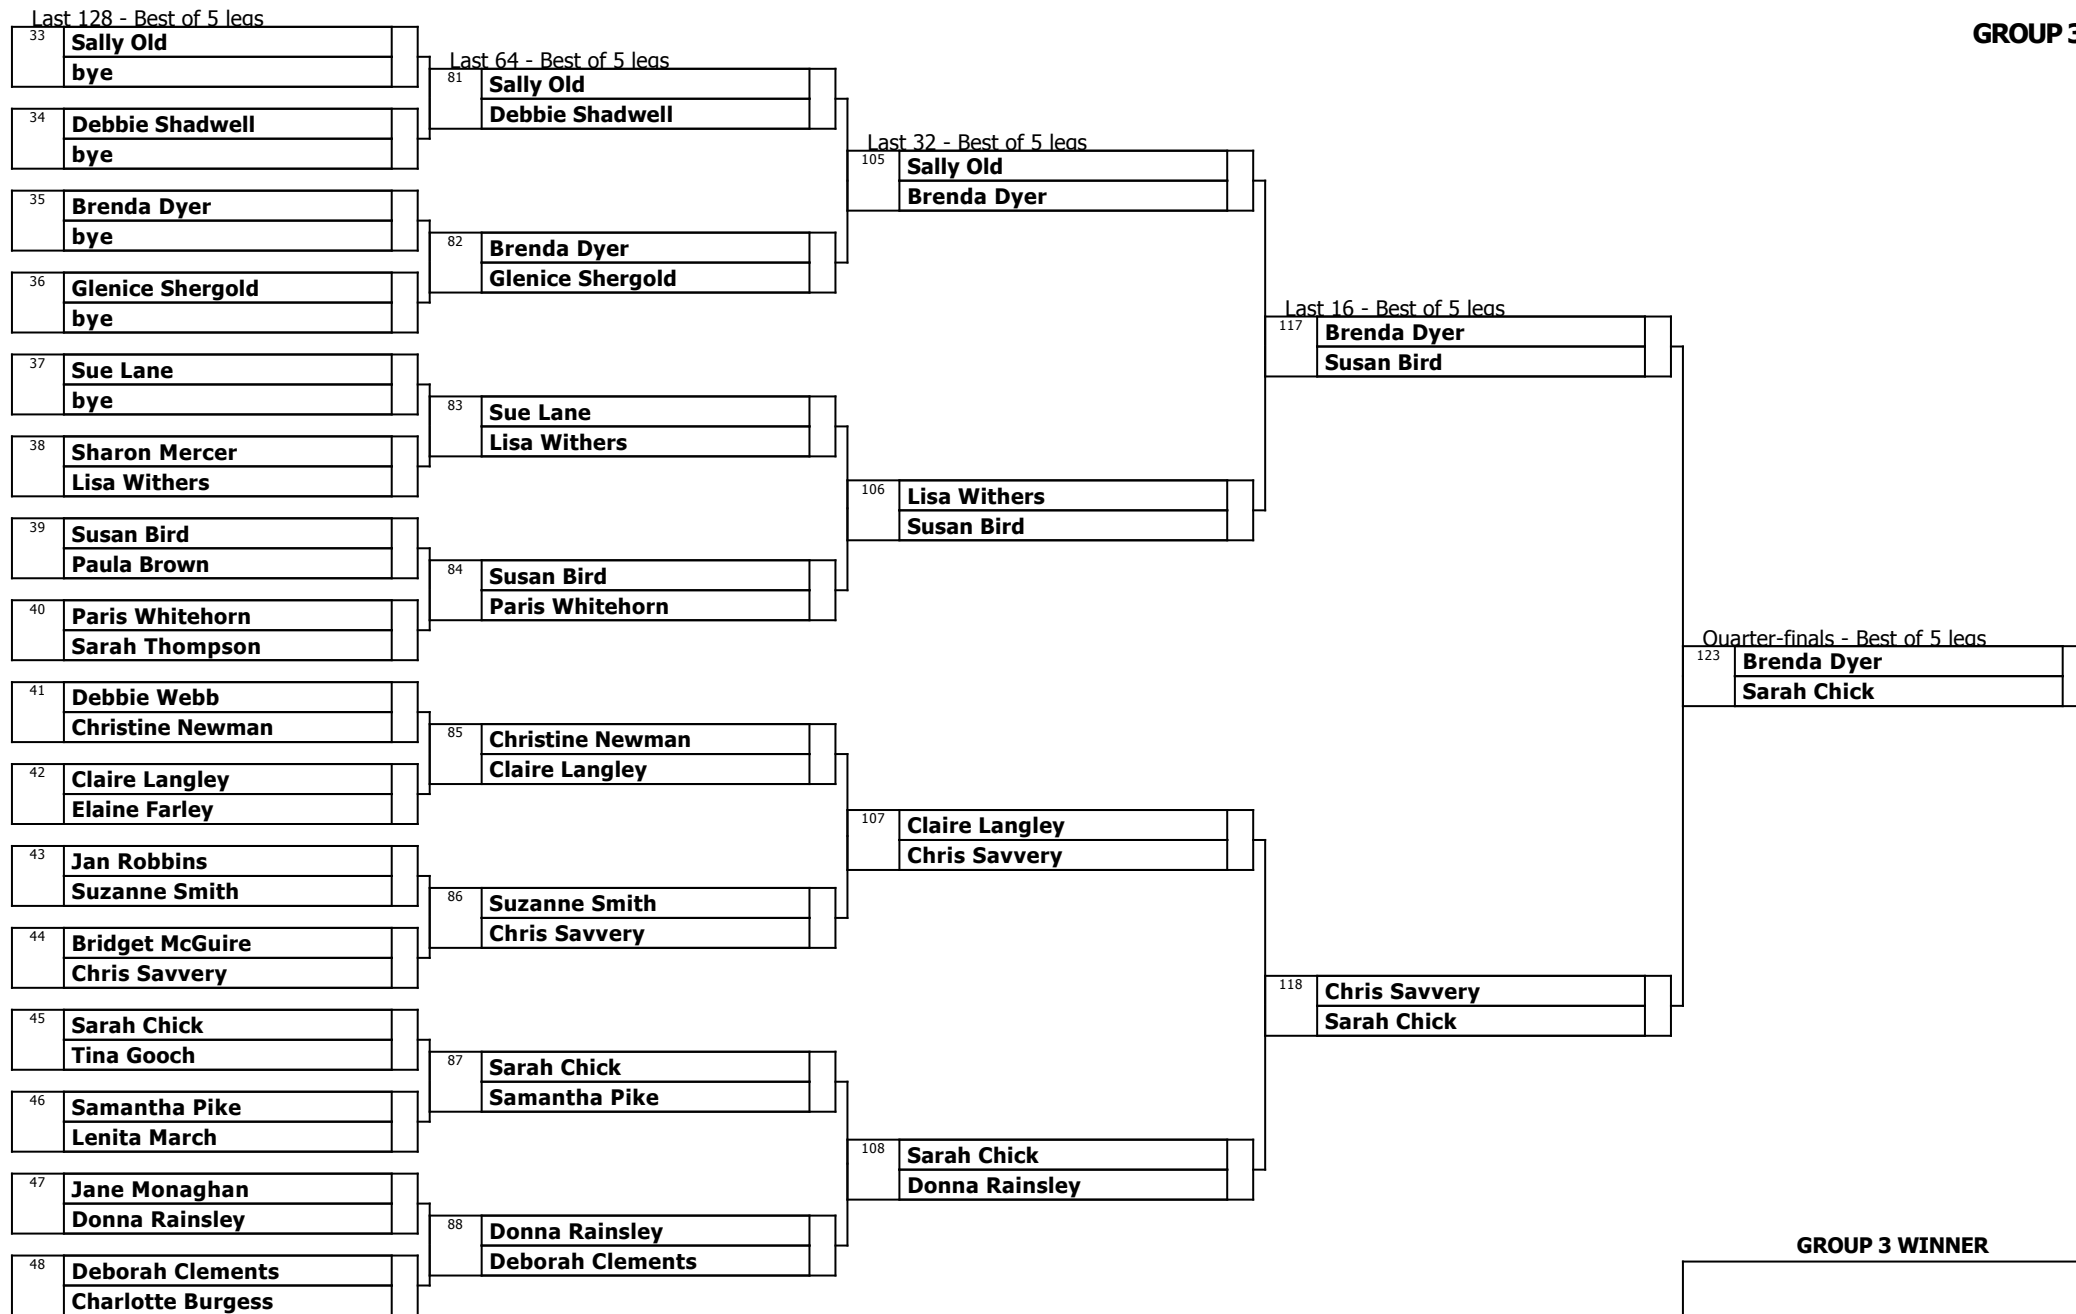 Last 128 - Best of 5 legs
33
Sally Old
bye
34
Debbie Shadwell
bye
35
Brenda Dyer
bye
36
Glenice Shergold
bye
37
Sue Lane
bye
38
Sharon Mercer
Lisa Withers
39
Susan Bird
Paula Brown
40
Paris Whitehorn
Sarah Thompson
41
Debbie Webb
Christine Newman
42
Claire Langley
Elaine Farley
43
Jan Robbins
Suzanne Smith
44
Bridget McGuire
Chris Savvery
45
Sarah Chick
Tina Gooch
46
Samantha Pike
Lenita March
47
Jane Monaghan
Donna Rainsley
48
Deborah Clements
Charlotte Burgess
Last 64 - Best of 5 legs
81
Sally Old
Debbie Shadwell
82
Brenda Dyer
Glenice Shergold
83
Sue Lane
Lisa Withers
84
Susan Bird
Paris Whitehorn
85
Christine Newman
Claire Langley
86
Suzanne Smith
Chris Savvery
87
Sarah Chick
Samantha Pike
88
Donna Rainsley
Deborah Clements
Last 32 - Best of 5 legs
105
Sally Old
Brenda Dyer
106
Lisa Withers
Susan Bird
107
Claire Langley
Chris Savvery
108
Sarah Chick
Donna Rainsley
Last 16 - Best of 5 legs
117
Brenda Dyer
Susan Bird
118
Chris Savvery
Sarah Chick
GROUP 3
Quarter-finals - Best of 5 legs
123
Brenda Dyer
Sarah Chick
GROUP 3 WINNER